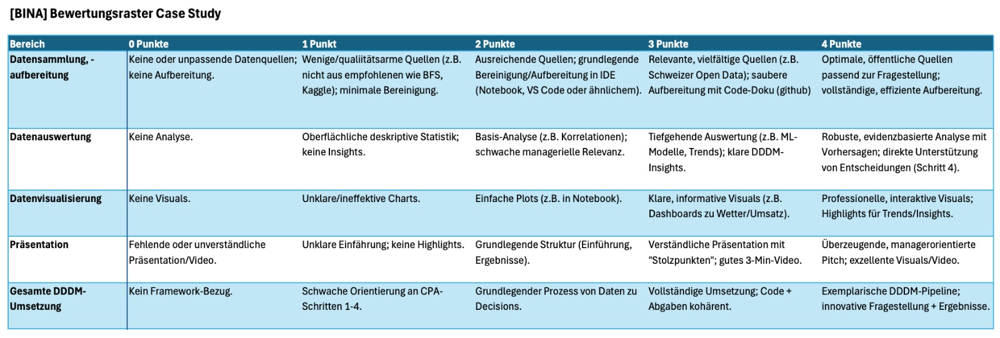 [BINA] Bewertungsraster Case Study
Bereich 0 Punkte 1 Punkt 2 Punkte 3 Punkte 4 Punkte
Datensammlung, - Keine oder unpassende Datenquellen; Wenige/qualiitätsarme Quellen (z.B. Ausreichende Quellen; grundlegende Relevante, vielfältige Quellen (z.B. Optimale, öffentliche Quellen
aufbereitung keine Aufbereitung. nicht aus empfohlenen wie BFS, Bereinigung/Aufbereitung in IDE Schweizer Open Data); saubere passend zur Fragestellung;
Kaggle); minimale Bereinigung. (Notebook, VS Code oder ähnlichem). Aufbereitung mit Code-Doku (github) vollständige, effiziente Aufbereitung.
Datenauswertung Keine Analyse. Oberflächliche deskriptive Statistik; Basis-Analyse (z.B. Korrelationen); Tiefgehende Auswertung (z.B. ML- Robuste, evidenzbasierte Analyse mit
keine Insights. schwache managerielle Relevanz. Modelle, Trends); klare DDDM- Vorhersagen; direkte Unterstützung
Insights. von Entscheidungen (Schritt 4).
Datenvisualisierung Keine Visuals. Unklare/ineffektive Charts. Einfache Plots (z.B. in Notebook). Klare, informative Visuals (z.B. Professionelle, interaktive Visuals;
Dashboards zu Wetter/Umsatz). Highlights für Trends/Insights.
Präsentation Fehlende oder unverständliche Unklare Einfährung; keine Highlights. Grundlegende Struktur (Einführung, Verständliche Präsentation mit Überzeugende, managerorientierte
Präsentation/Video. Ergebnisse). "Stolzpunkten"; gutes 3-Min-Video. Pitch; exzellente Visuals/Video.
Gesamte DDDM- Kein Framework-Bezug. Schwache Orientierung an CPA- Grundlegender Prozess von Daten zu Vollständige Umsetzung; Code + Exemplarische DDDM-Pipeline;
Umsetzung Schritten 1-4. Decisions. Abgaben kohärent. innovative Fragestellung + Ergebnisse.